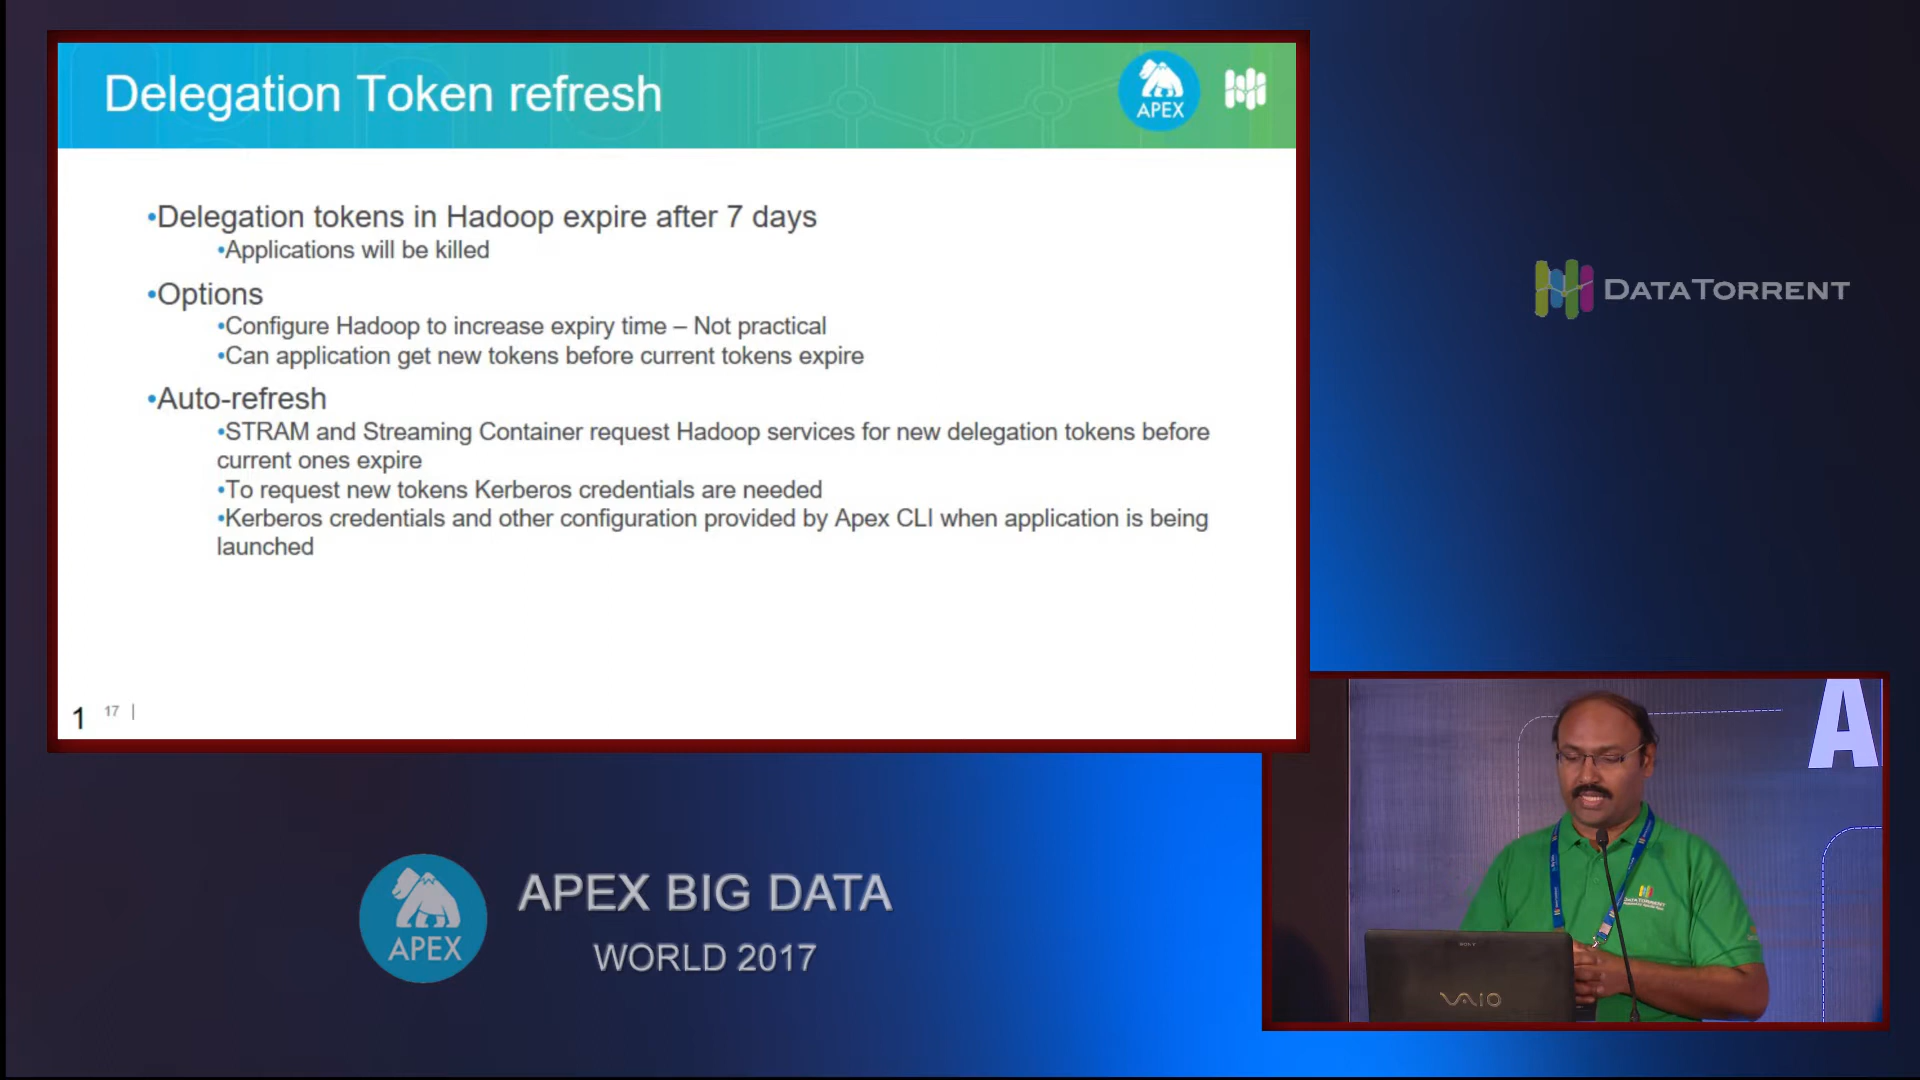 Delegation Token refresh
APEX
•Delegation tokens in Hadoop expire after 7 days
•Applications will be killed
•Options
•Configure Hadoop to increase expiry time – Not practical
•Can application get new tokens before current tokens expire
•Auto-refresh
•STRAM and Streaming Container request Hadoop services for new delegation tokens before
current ones expire
•To request new tokens Kerberos credentials are needed
•Kerberos credentials and other configuration provided by Apex CLI when application is being
launched
1 17 |
DATATORRENT
APEX
APEX BIG DATA
WORLD 2017
A
DATATORRENT
SONY
VAIO